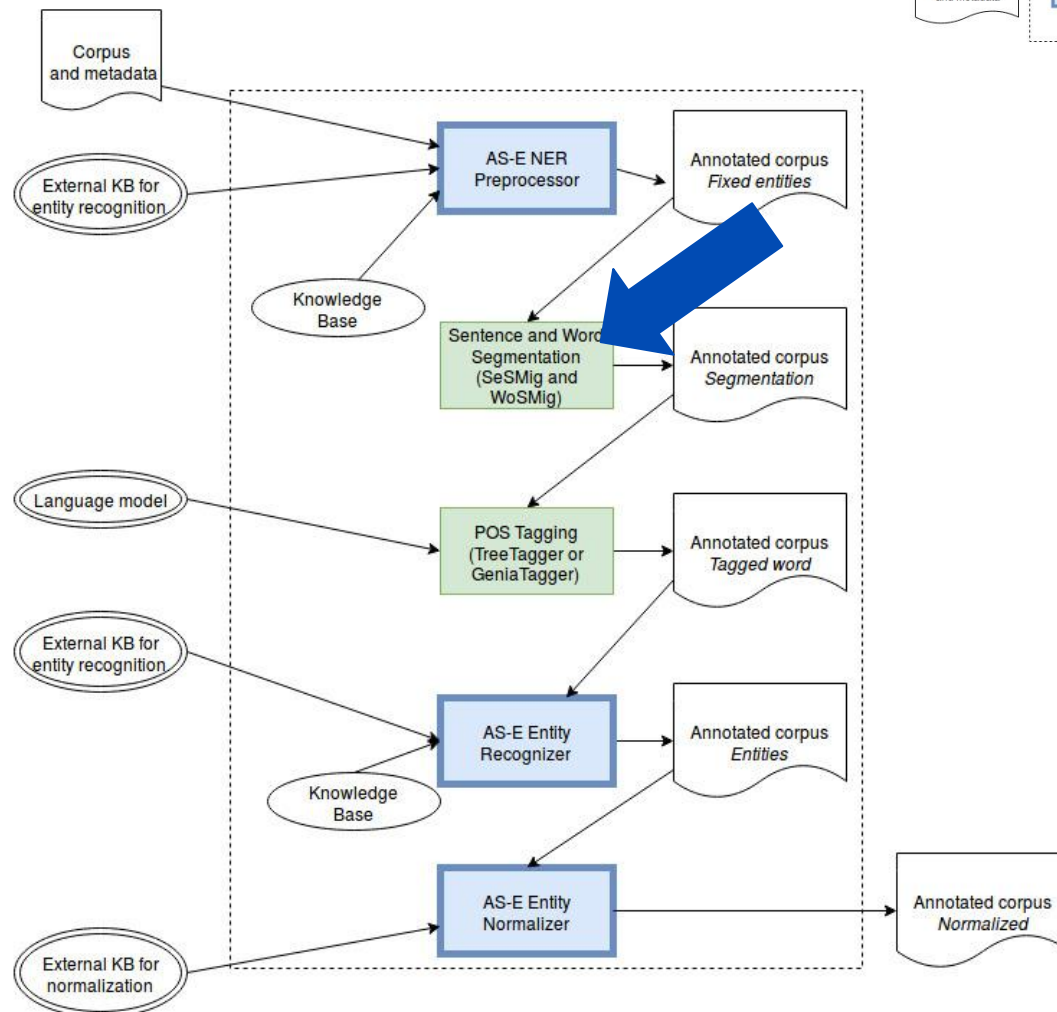 and metadata
Corpus
and metadata
AS-E NER
Preprocessor
Annotated corpus
Fixed entities
External KB for
entity recognition
Knowledge
Base
Sentence and Word
Segmentation
(SeSMig and
WoSMig)
Annotated corpus
Segmentation
Language model
POS Tagging
(TreeTagger or
GeniaTagger)
Annotated corpus
Tagged word
External KB for
entity recognition
AS-E Entity
Recognizer
Annotated corpus
Entities
Knowledge
Base
AS-E Entity
Normalizer
Annotated corpus
Normalized
External KB for
normalization